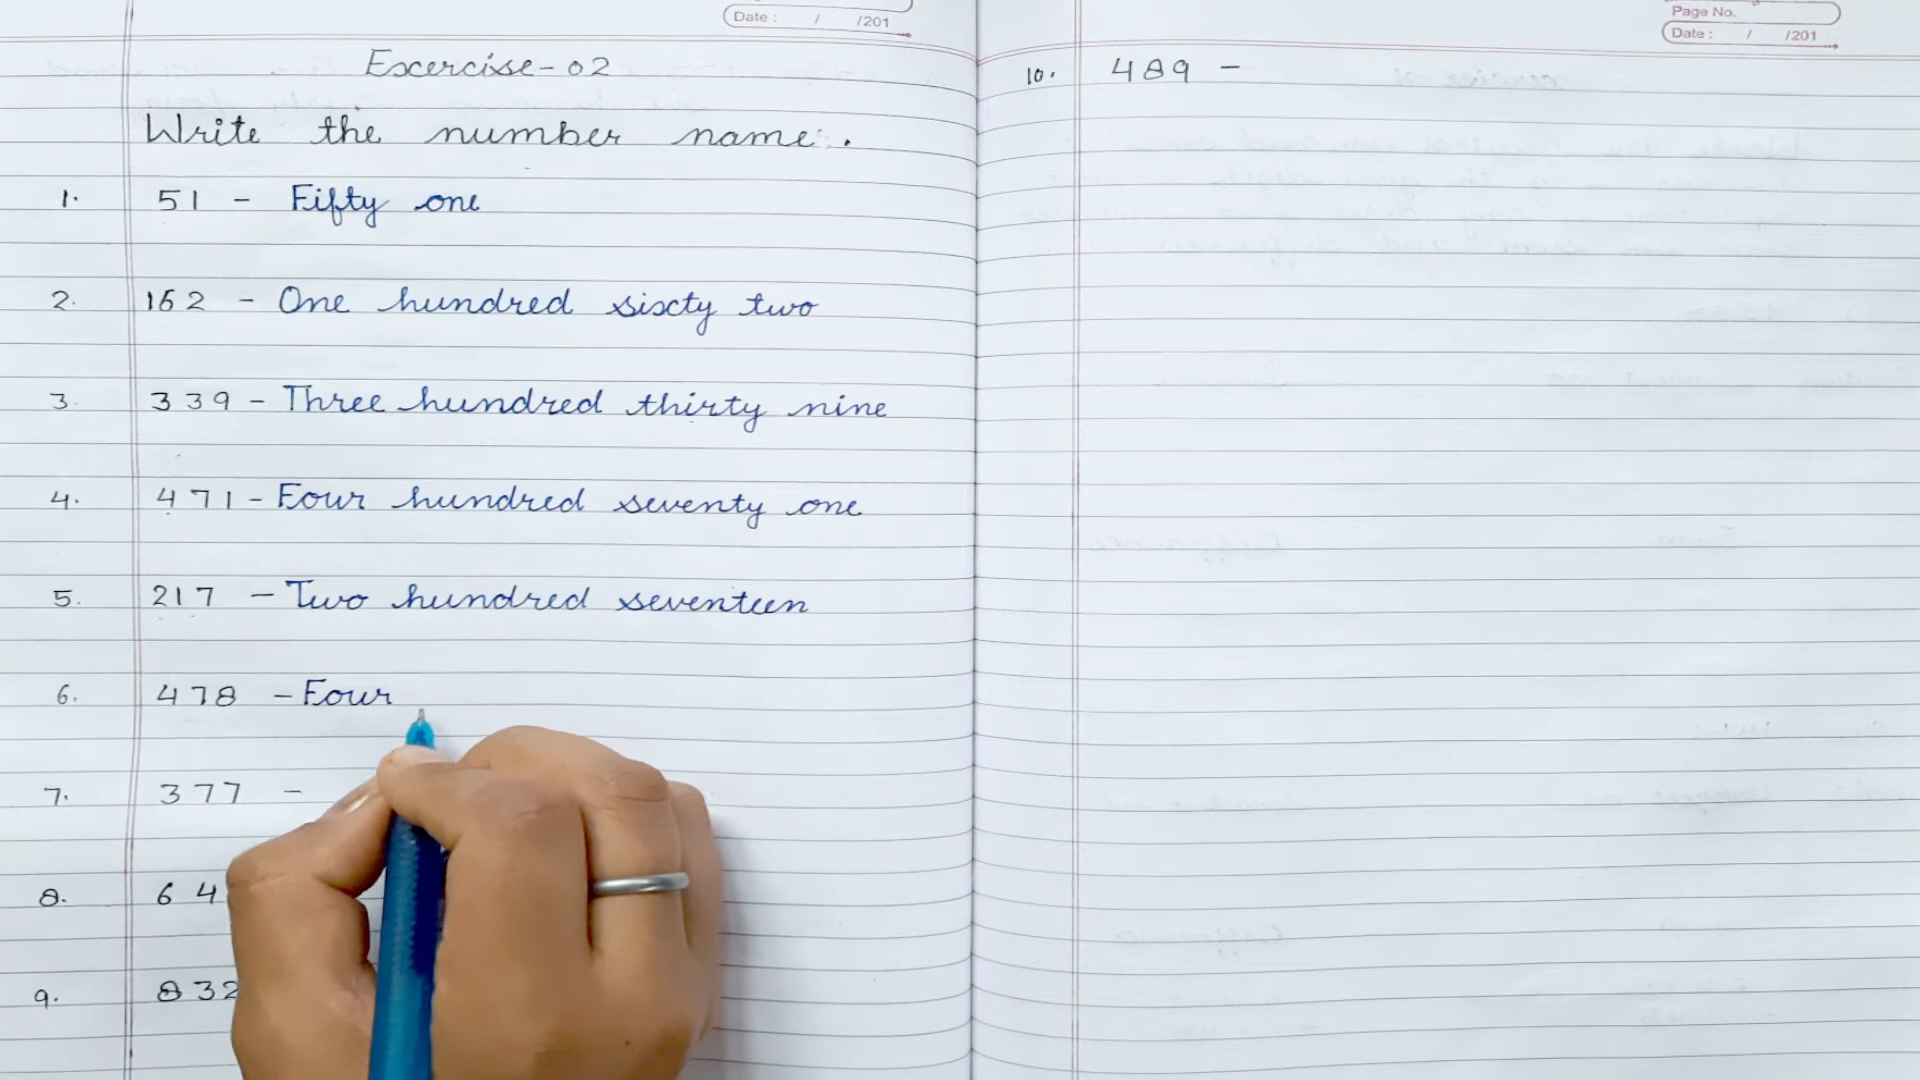 Date : / /201
Excercise-02
Write the number name.
1. 51 - Fifty one
2. 162 - One hundred sixty two
3. 339 - Three hundred thirty nine
4. 471 - Four hundred seventy one
5. 217 - Two hundred seventeen
6. 478 - Four
7. 377 -
8. 64
9. 832
Page No.
Date : / /201
10. 489 -